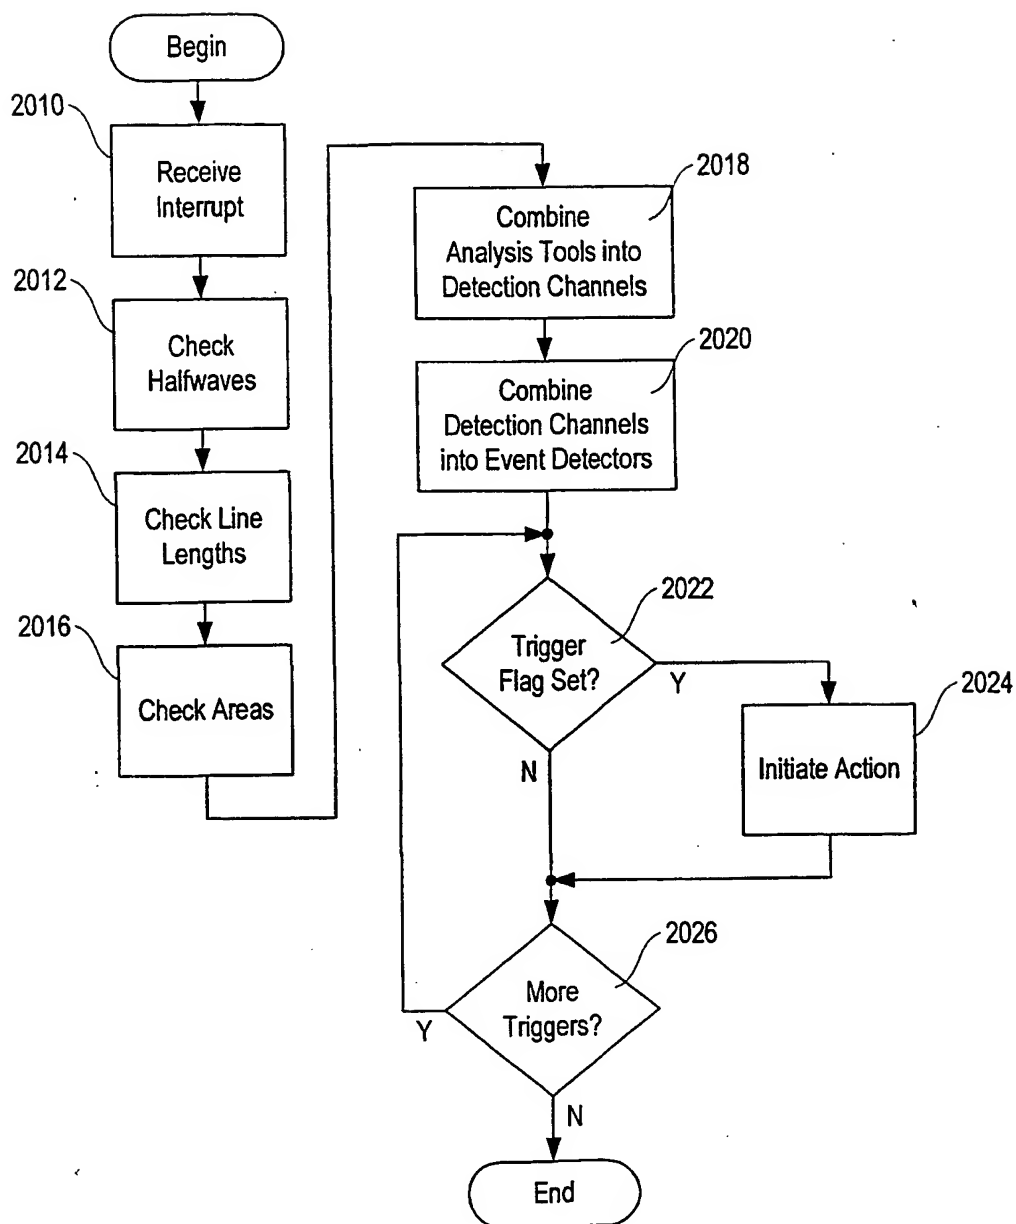 Begin
2010
Receive
Interrupt
2012
Check
Halfwaves
2014
Check Line
Lengths
2016
Check Areas
2018
Combine
Analysis Tools into
Detection Channels
2020
Combine
Detection Channels
into Event Detectors
2022
Trigger
Flag Set?
Y
N
2024
Initiate Action
2026
More
Triggers?
Y
N
End